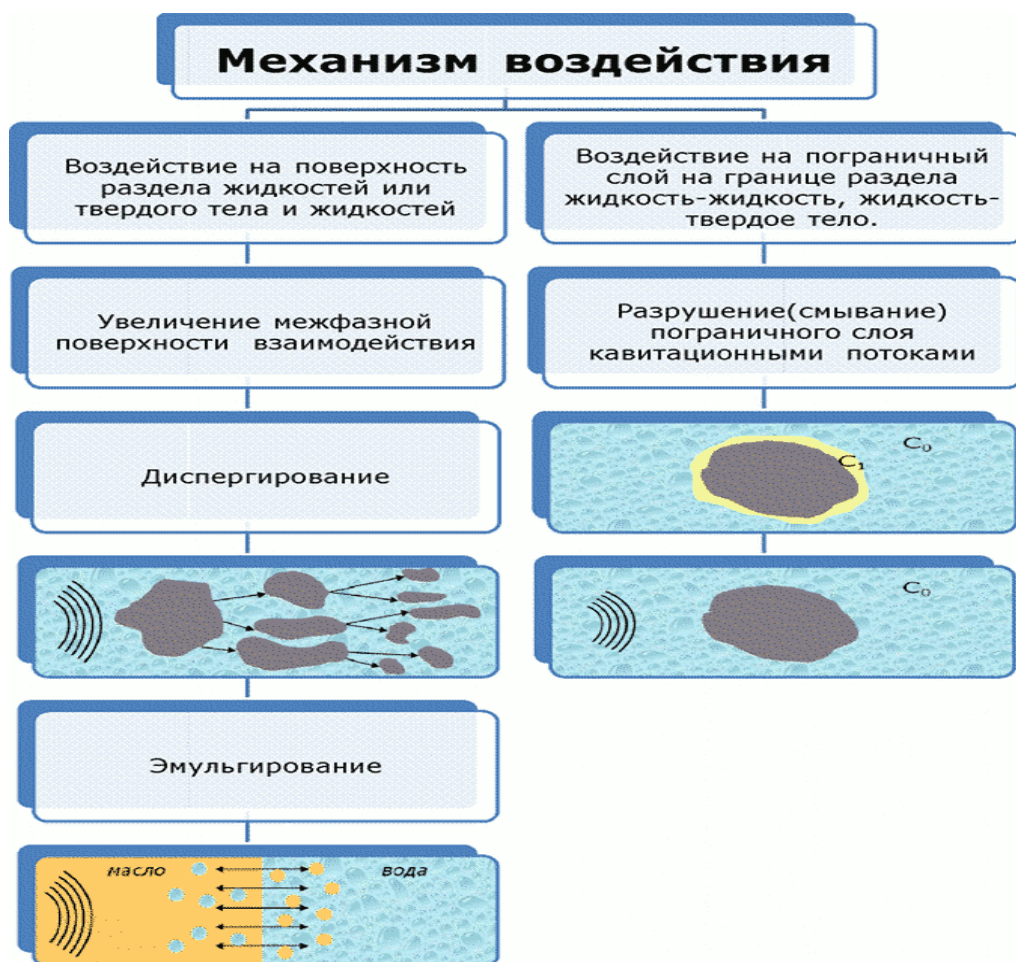 Механизм воздействия
Воздействие на поверхность
раздела жидкостей или
твердого тела и жидкостей
Увеличение межфазной
поверхности взаимодействия
Диспергирование
Эмульгирование
масло
вода
Воздействие на пограничный
слой на границе раздела
жидкость-жидкость, жидкость-
твердое тело.
Разрушение(смывание)
пограничного слоя
кавитационными потоками
C₀
C₁
C₀